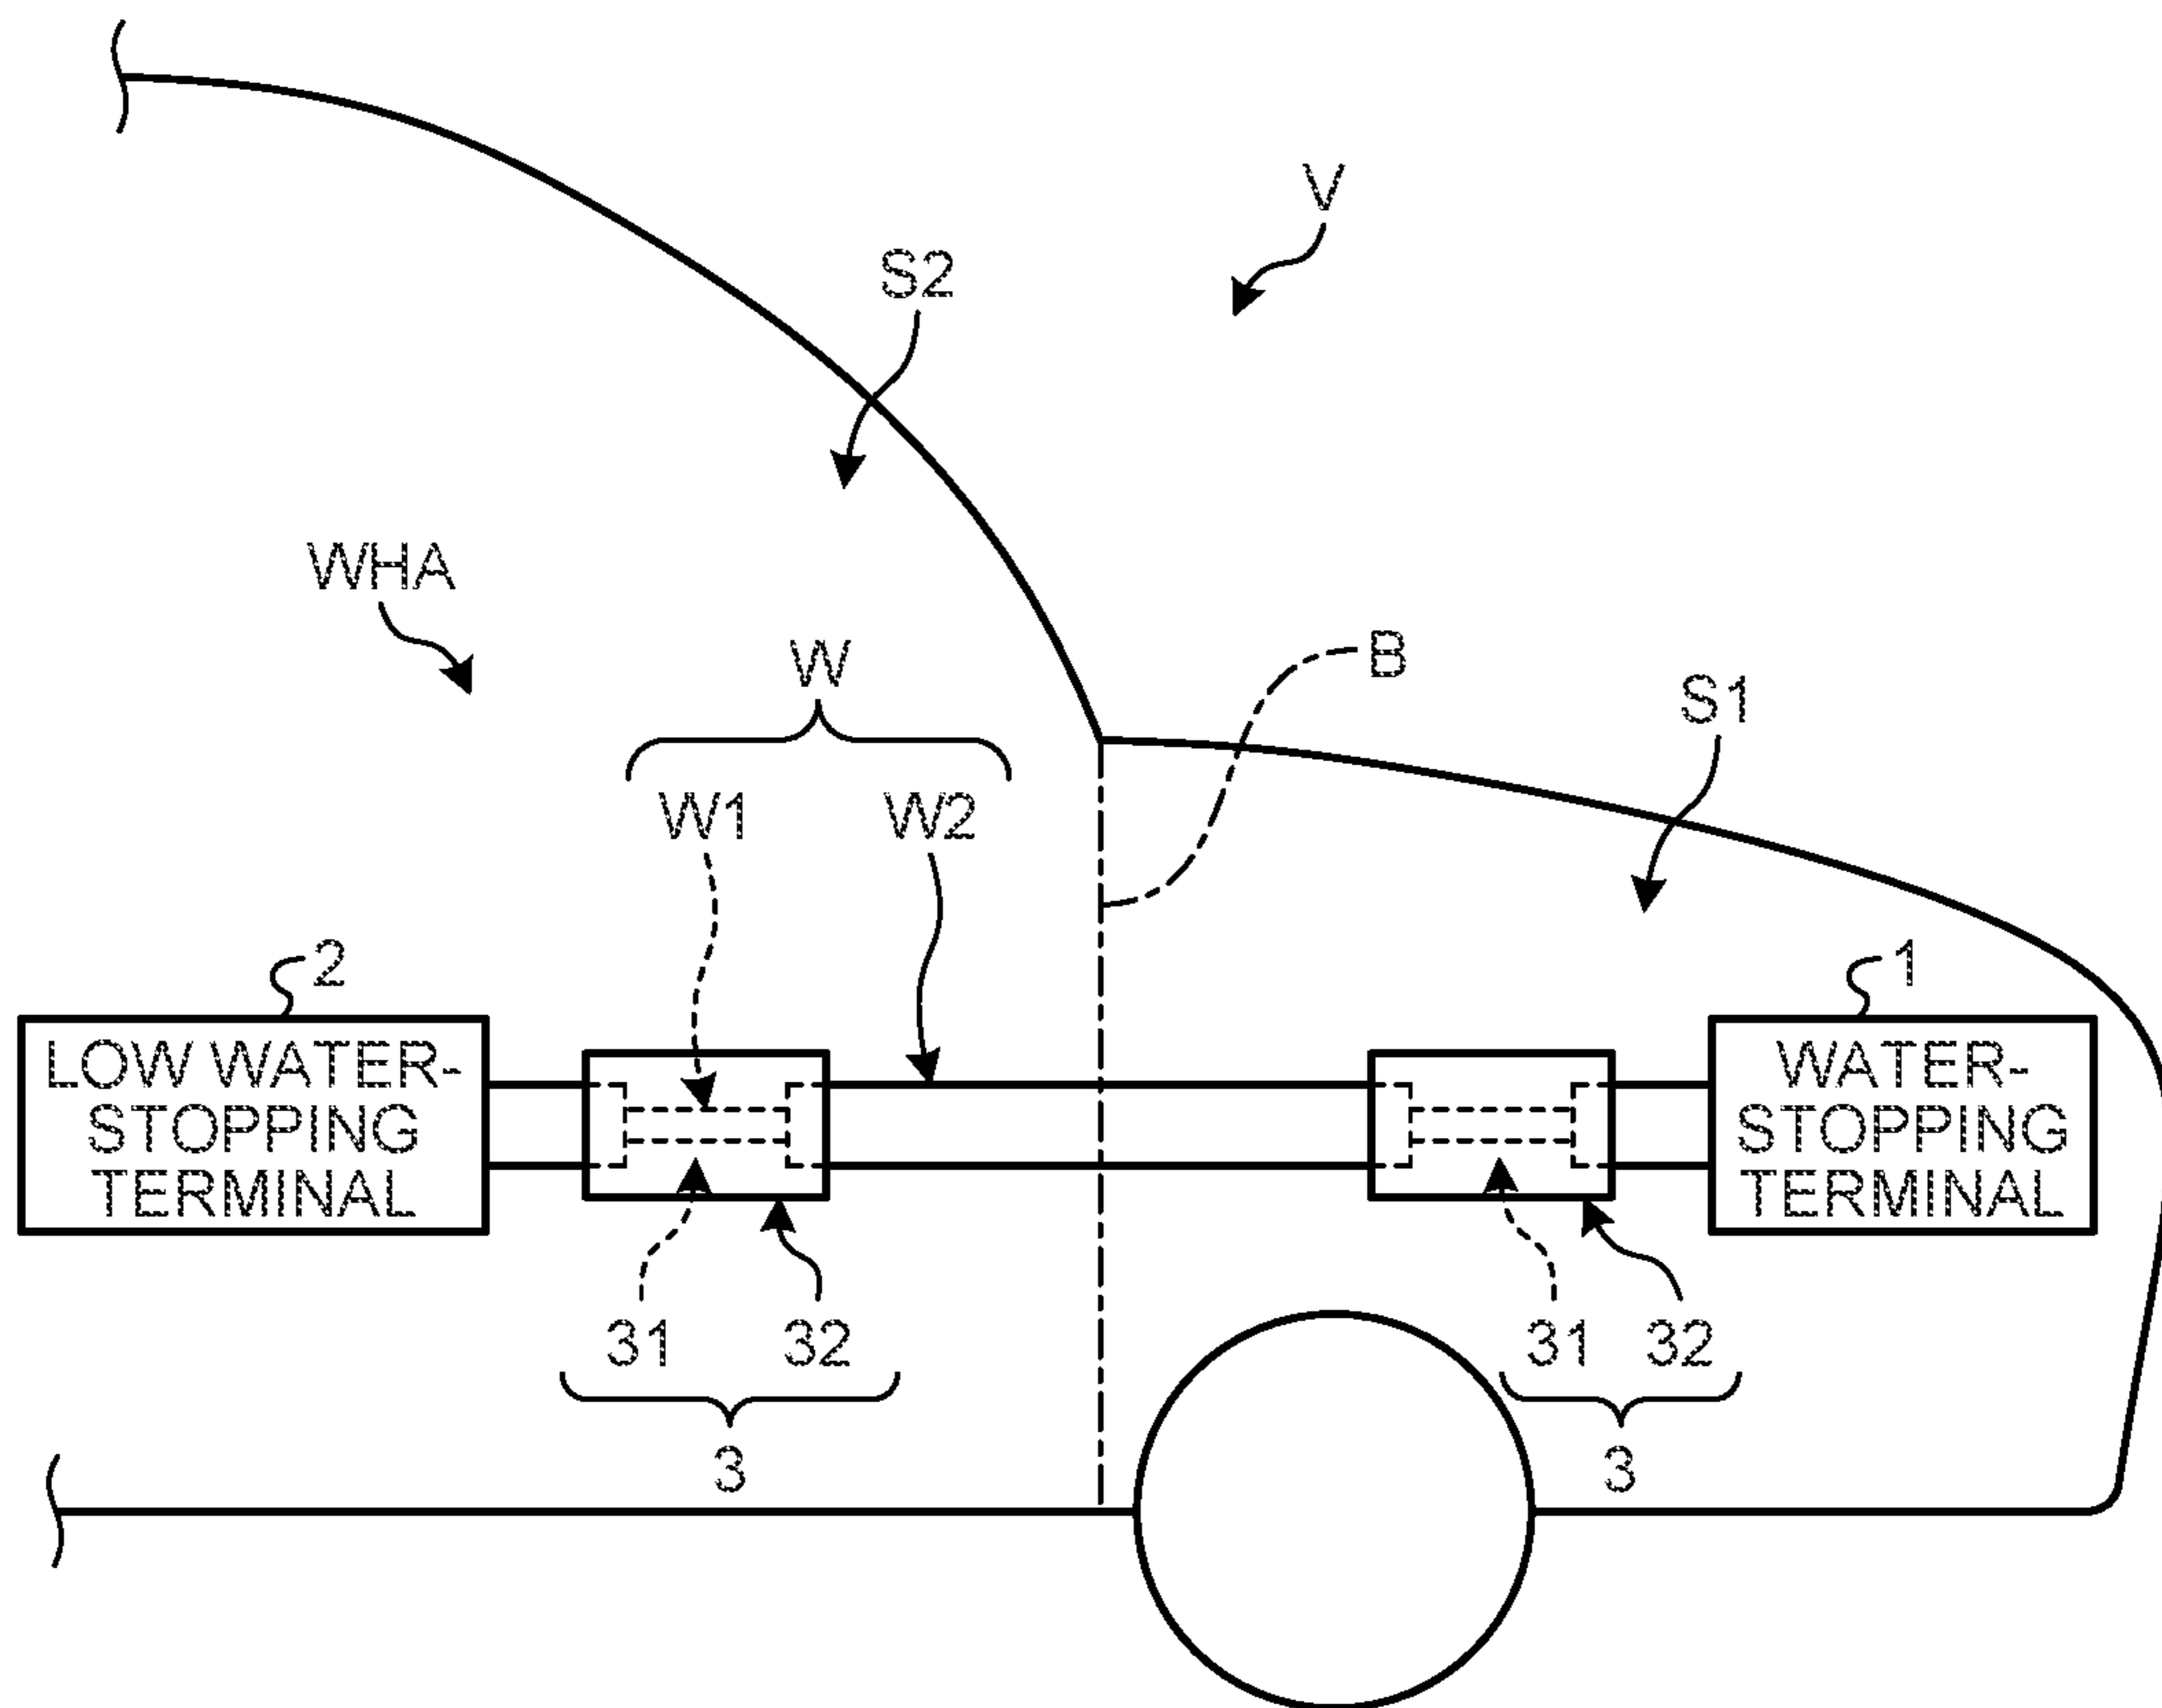 V
S2
WHA
W
B
S1
W1 W2
2
1
LOW WATER-
STOPPING
TERMINAL
WATER-
STOPPING
TERMINAL
31 32
31 32
3
3